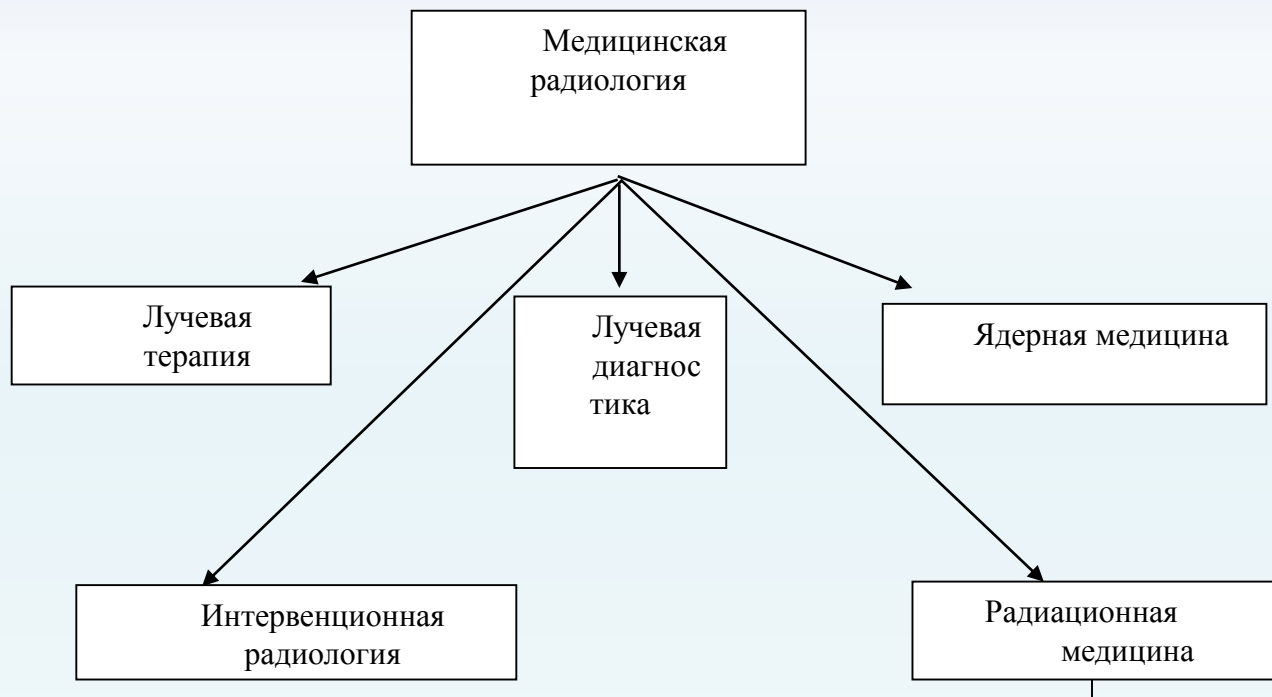 Медицинская
радиология
Лучевая
терапия
Лучевая
диагнос
тика
Ядерная медицина
Интервенционная
радиология
Радиационная
медицина